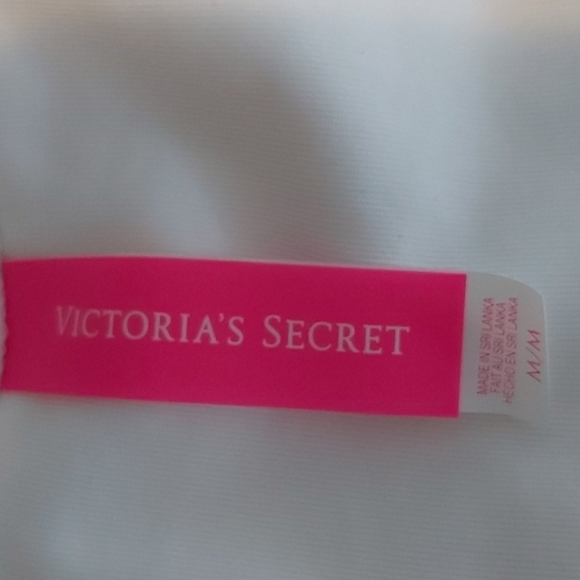 VICTORIA'S SECRET
MADE IN SRI LANKA
FAIT AU SRI LANKA
HECHO EN SRI LANKA
M/M